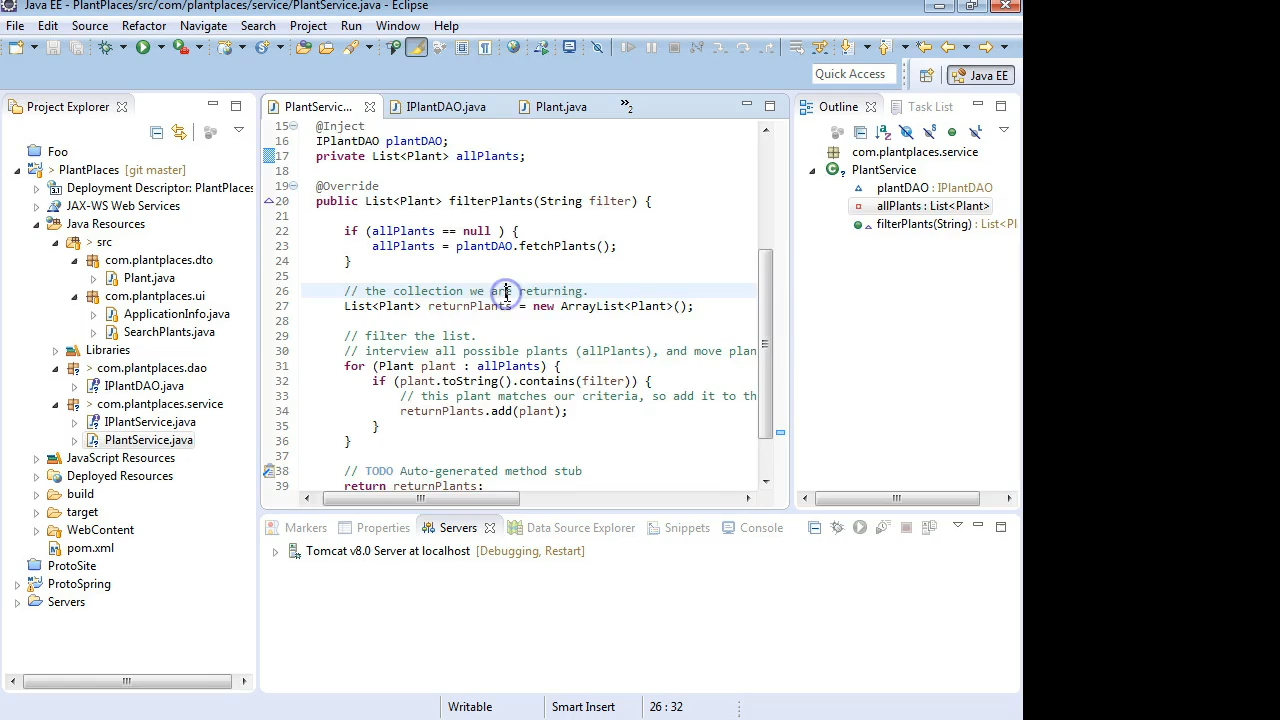 Java EE - PlantPlaces/src/com/plantplaces/service/PlantService.java - Eclipse
File Edit Source Refactor Navigate Search Project Run Window Help
Quick Access
Java EE
Project Explorer
Foo
> PlantPlaces [git master]
Deployment Descriptor: PlantPlaces
JAX-WS Web Services
Java Resources
> src
com.plantplaces.dto
Plant.java
com.plantplaces.ui
ApplicationInfo.java
SearchPlants.java
Libraries
> com.plantplaces.dao
IPlantDAO.java
> com.plantplaces.service
IPlantService.java
PlantService.java
JavaScript Resources
Deployed Resources
build
target
WebContent
pom.xml
ProtoSite
ProtoSpring
Servers
PlantServic... IPlantDAO.java Plant.java »2
15 @Inject
16 IPlantDAO plantDAO;
17 private List<Plant> allPlants;
18
19 @Override
20 public List<Plant> filterPlants(String filter) {
21
22 if (allPlants == null ) {
23 allPlants = plantDAO.fetchPlants();
24 }
25
26 // the collection we are returning.
27 List<Plant> returnPlants = new ArrayList<Plant>();
28
29 // filter the list.
30 // interview all possible plants (allPlants), and move plan
31 for (Plant plant : allPlants) {
32 if (plant.toString().contains(filter)) {
33 // this plant matches our criteria, so add it to th
34 returnPlants.add(plant);
35 }
36 }
37
38 // TODO Auto-generated method stub
39 return returnPlants;
Outline Task List
com.plantplaces.service
PlantService
plantDAO : IPlantDAO
allPlants : List<Plant>
filterPlants(String) : List<P
Markers Properties Servers Data Source Explorer Snippets Console
Tomcat v8.0 Server at localhost [Debugging, Restart]
Writable Smart Insert 26 : 32